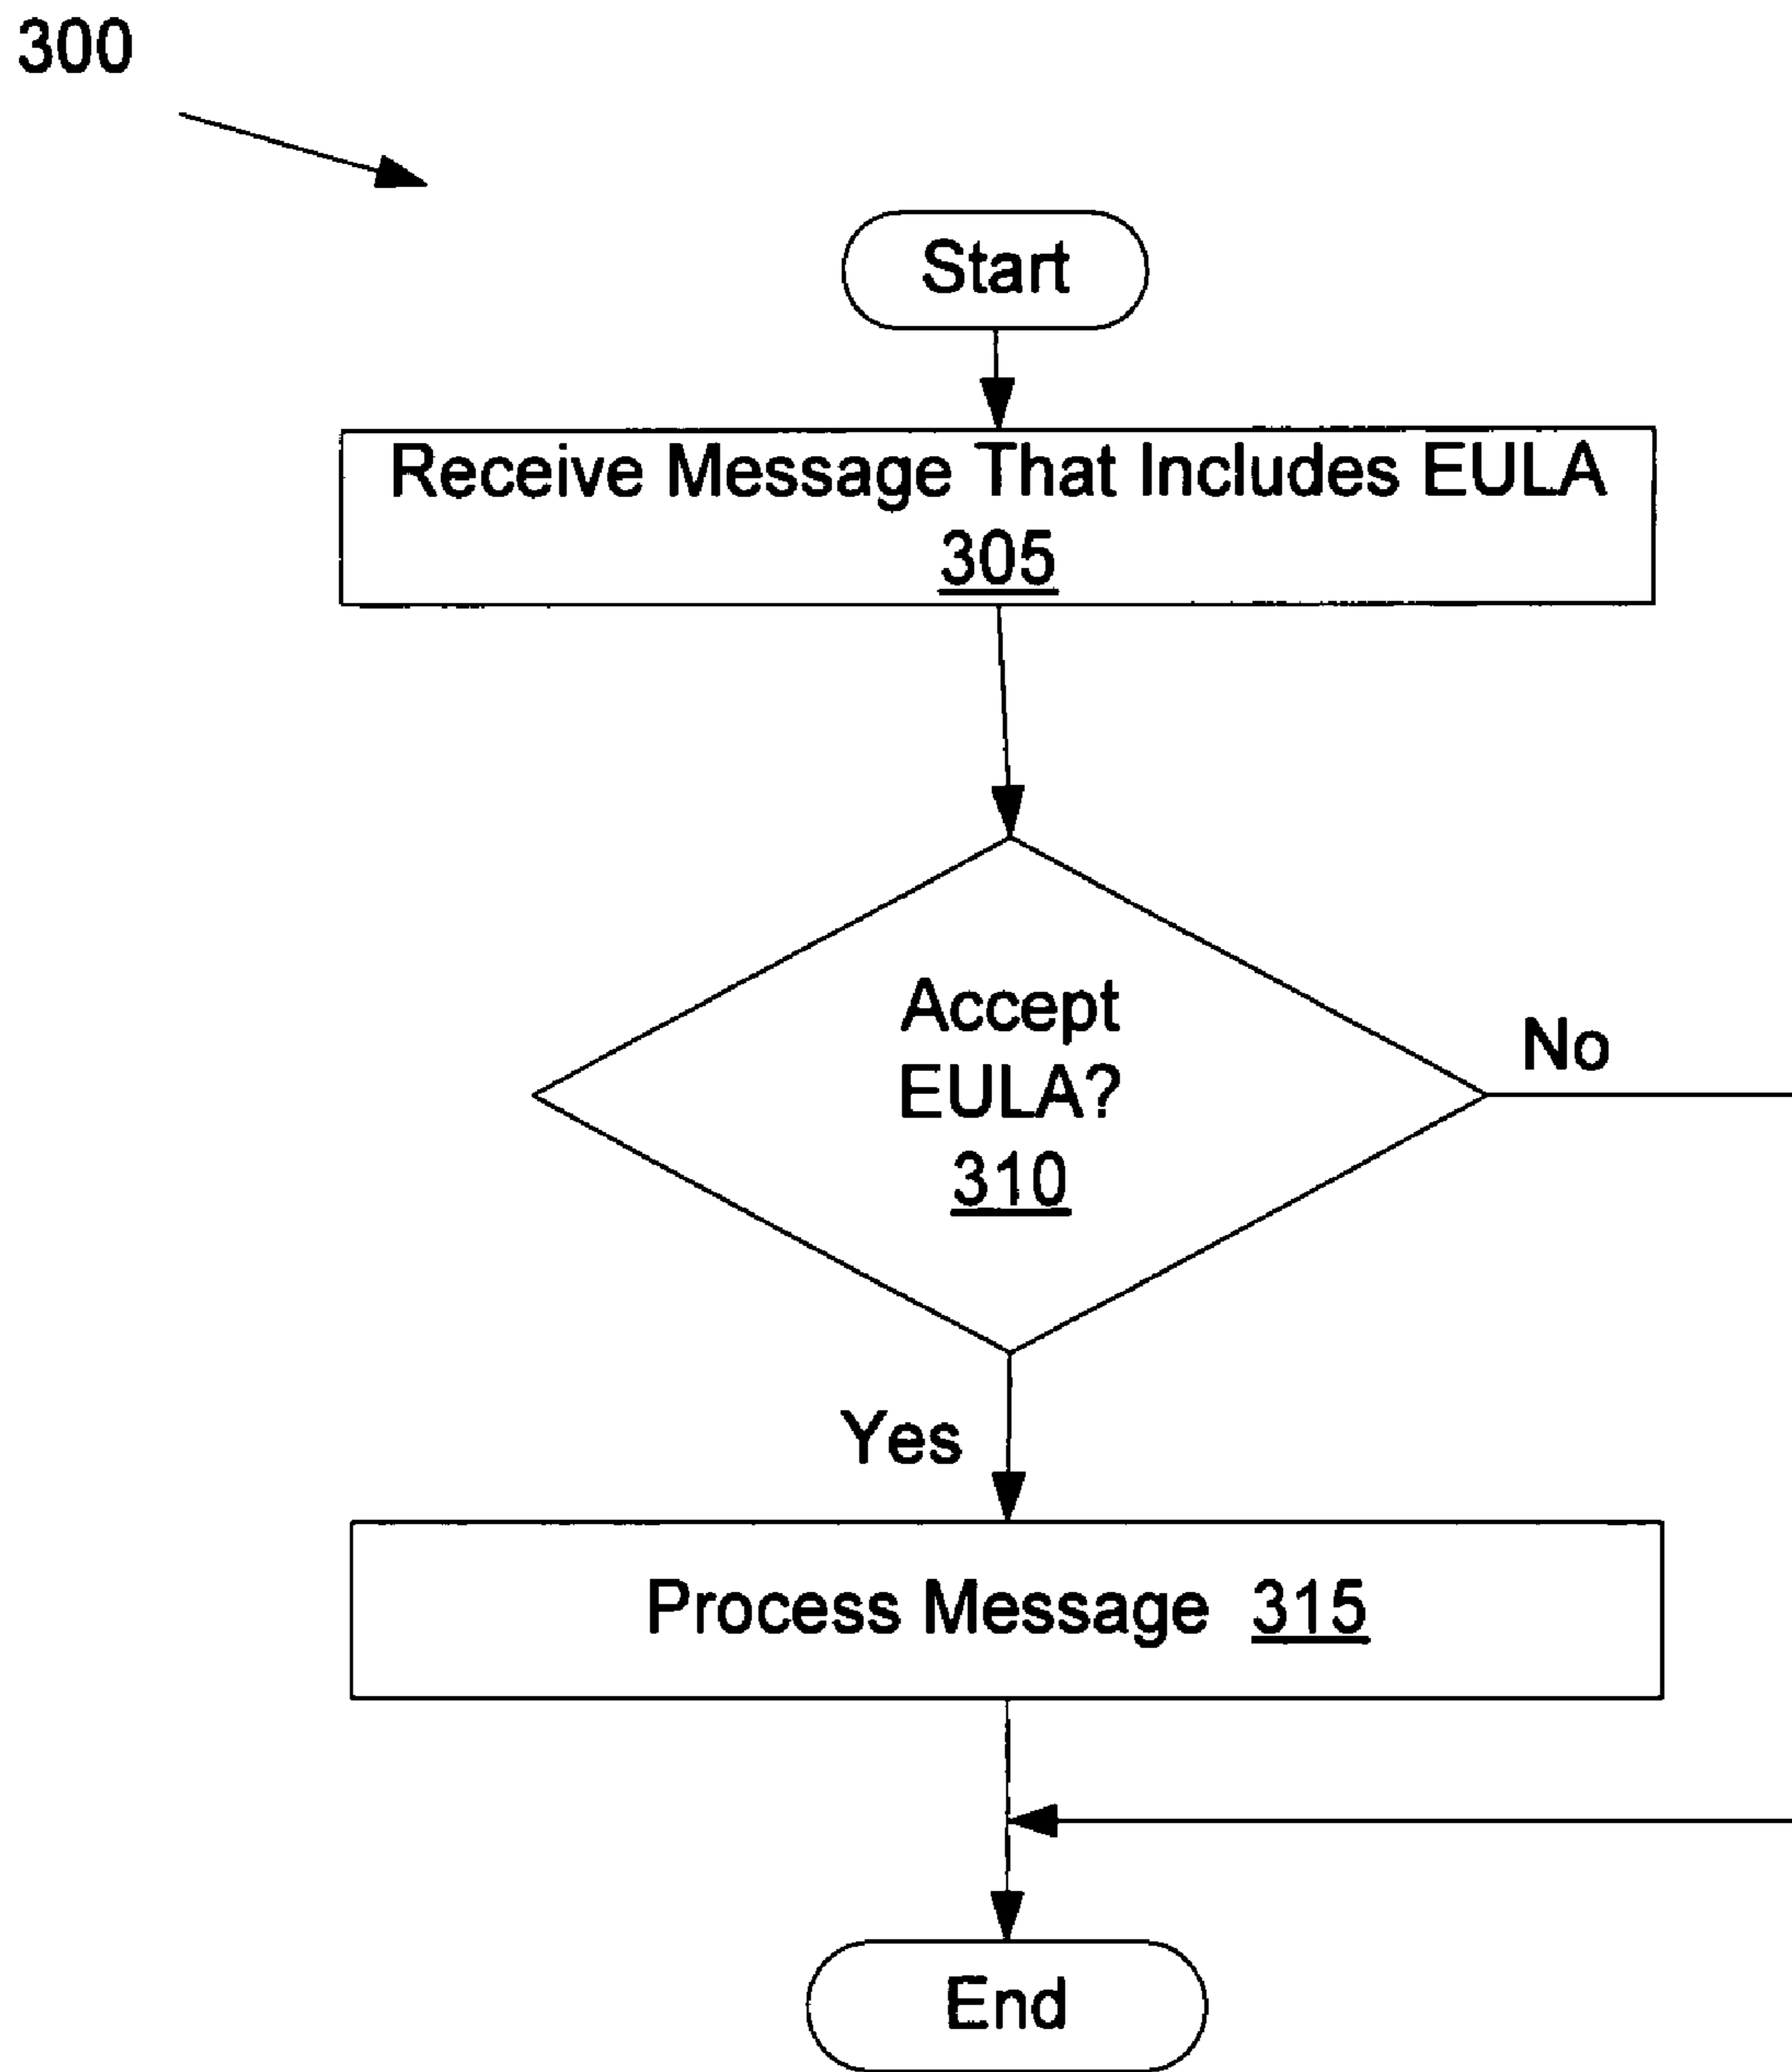 300
Start
Receive Message That Includes EULA
305
Accept
EULA?
310
No
Yes
Process Message 315
End